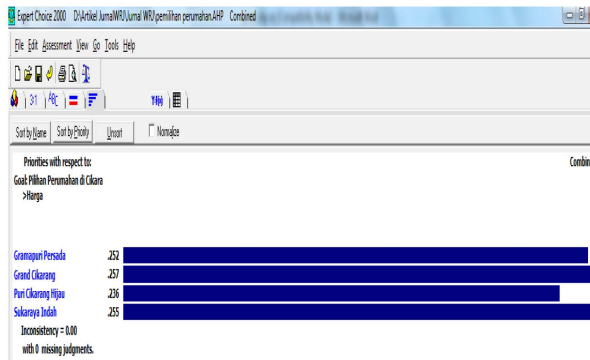 Expert Choice 2000 D:\Artikel JurnalWRJ\Jurnal WRJ\pemilihan perumahan.AHP Combined
File Edit Assessment View Go Tools Help
3:1 ABC
Sort by Name Sort by Priority Unsort Normalize
Priorities with respect to: Combin
Goal: Pilihan Perumahan di Cikara
>Harga
Gramapuri Persada .252
Grand Cikarang .257
Puri Cikarang Hijau .236
Sukaraya Indah .255
Inconsistency = 0.00
with 0 missing judgments.